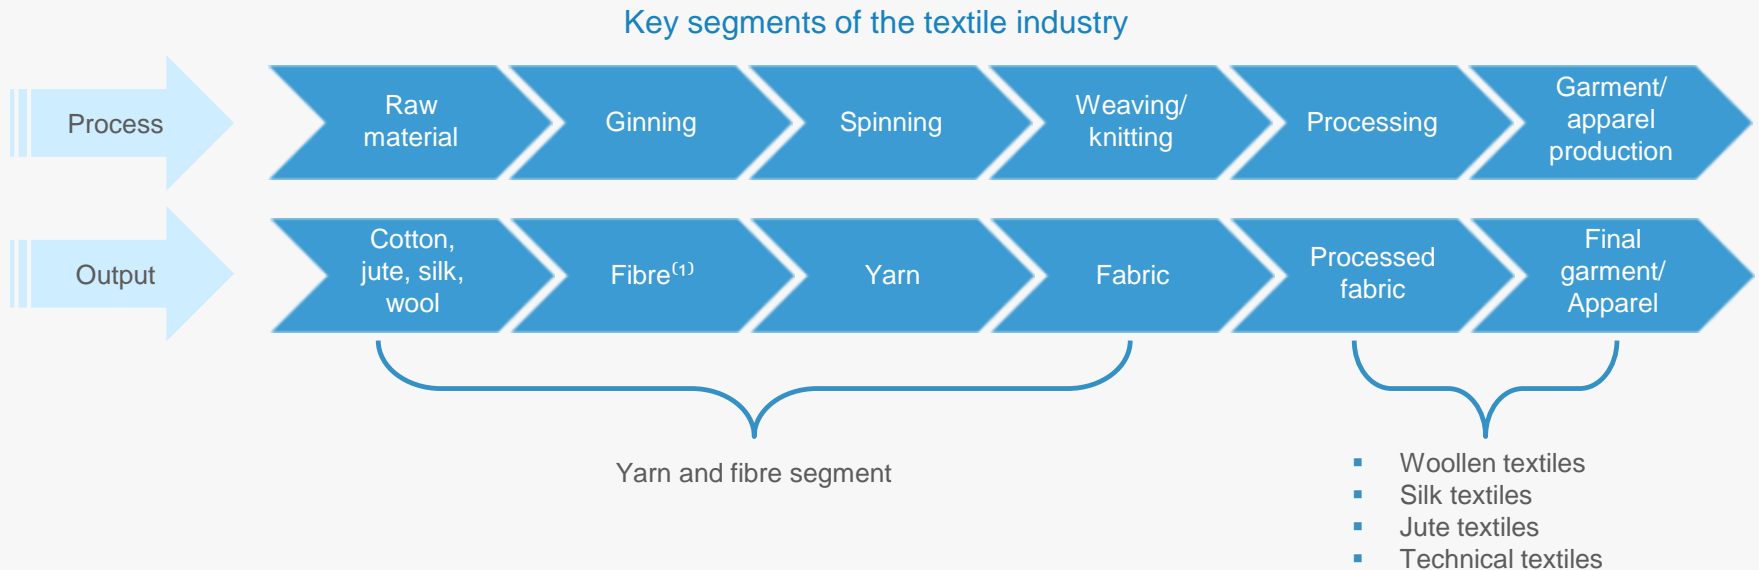 Key segments of the textile industry
Process
Raw
material
Ginning
Spinning
Weaving/
knitting
Processing
Garment/
apparel
production
Output
Cotton,
jute, silk,
wool
Fibre⁽¹⁾
Yarn
Fabric
Processed
fabric
Final
garment/
Apparel
Yarn and fibre segment
▪ Woollen textiles
▪ Silk textiles
▪ Jute textiles
▪ Technical textiles